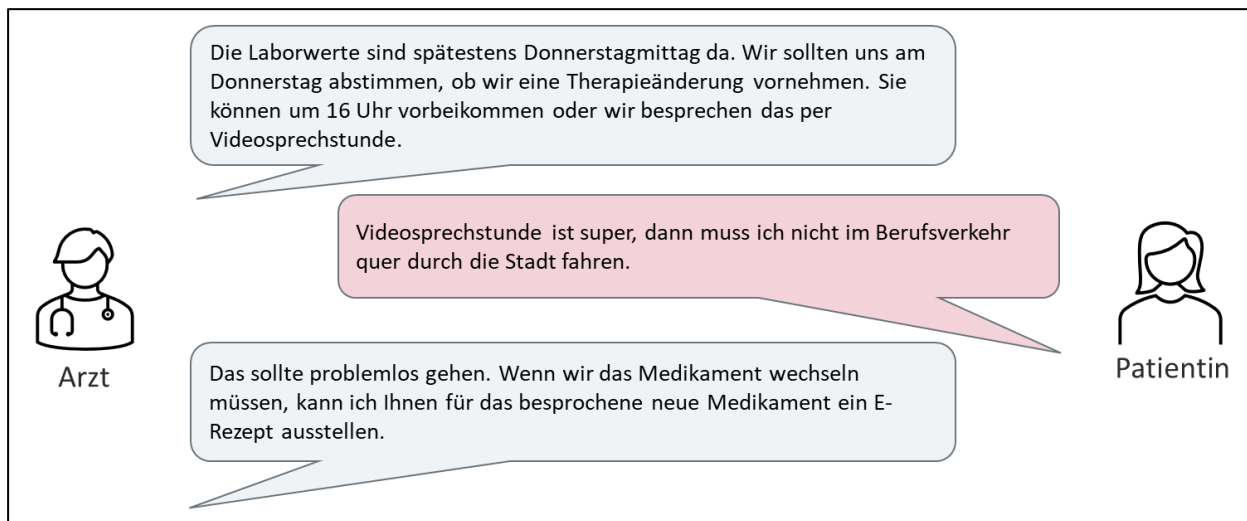 Die Laborwerte sind spätestens Donnerstagmittag da. Wir sollten uns am
Donnerstag abstimmen, ob wir eine Therapieänderung vornehmen. Sie
können um 16 Uhr vorbeikommen oder wir besprechen das per
Videosprechstunde.
Videosprechstunde ist super, dann muss ich nicht im Berufsverkehr
quer durch die Stadt fahren.
Arzt
Patientin
Das sollte problemlos gehen. Wenn wir das Medikament wechseln
müssen, kann ich Ihnen für das besprochene neue Medikament ein E-
Rezept ausstellen.